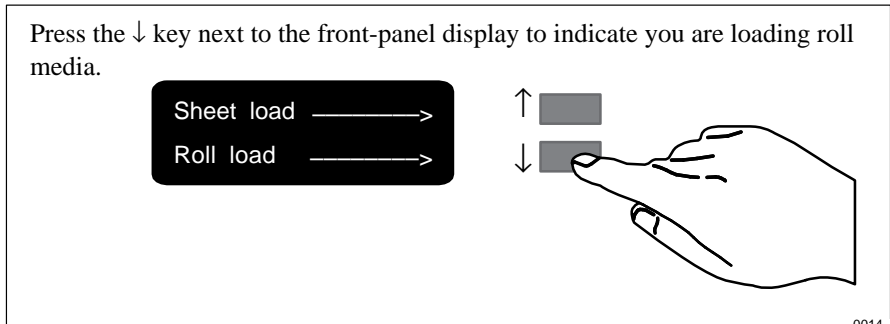 Press the ↓ key next to the front-panel display to indicate you are loading roll
media.
Sheet load ————————> ↑
Roll load ————————> ↓
0014